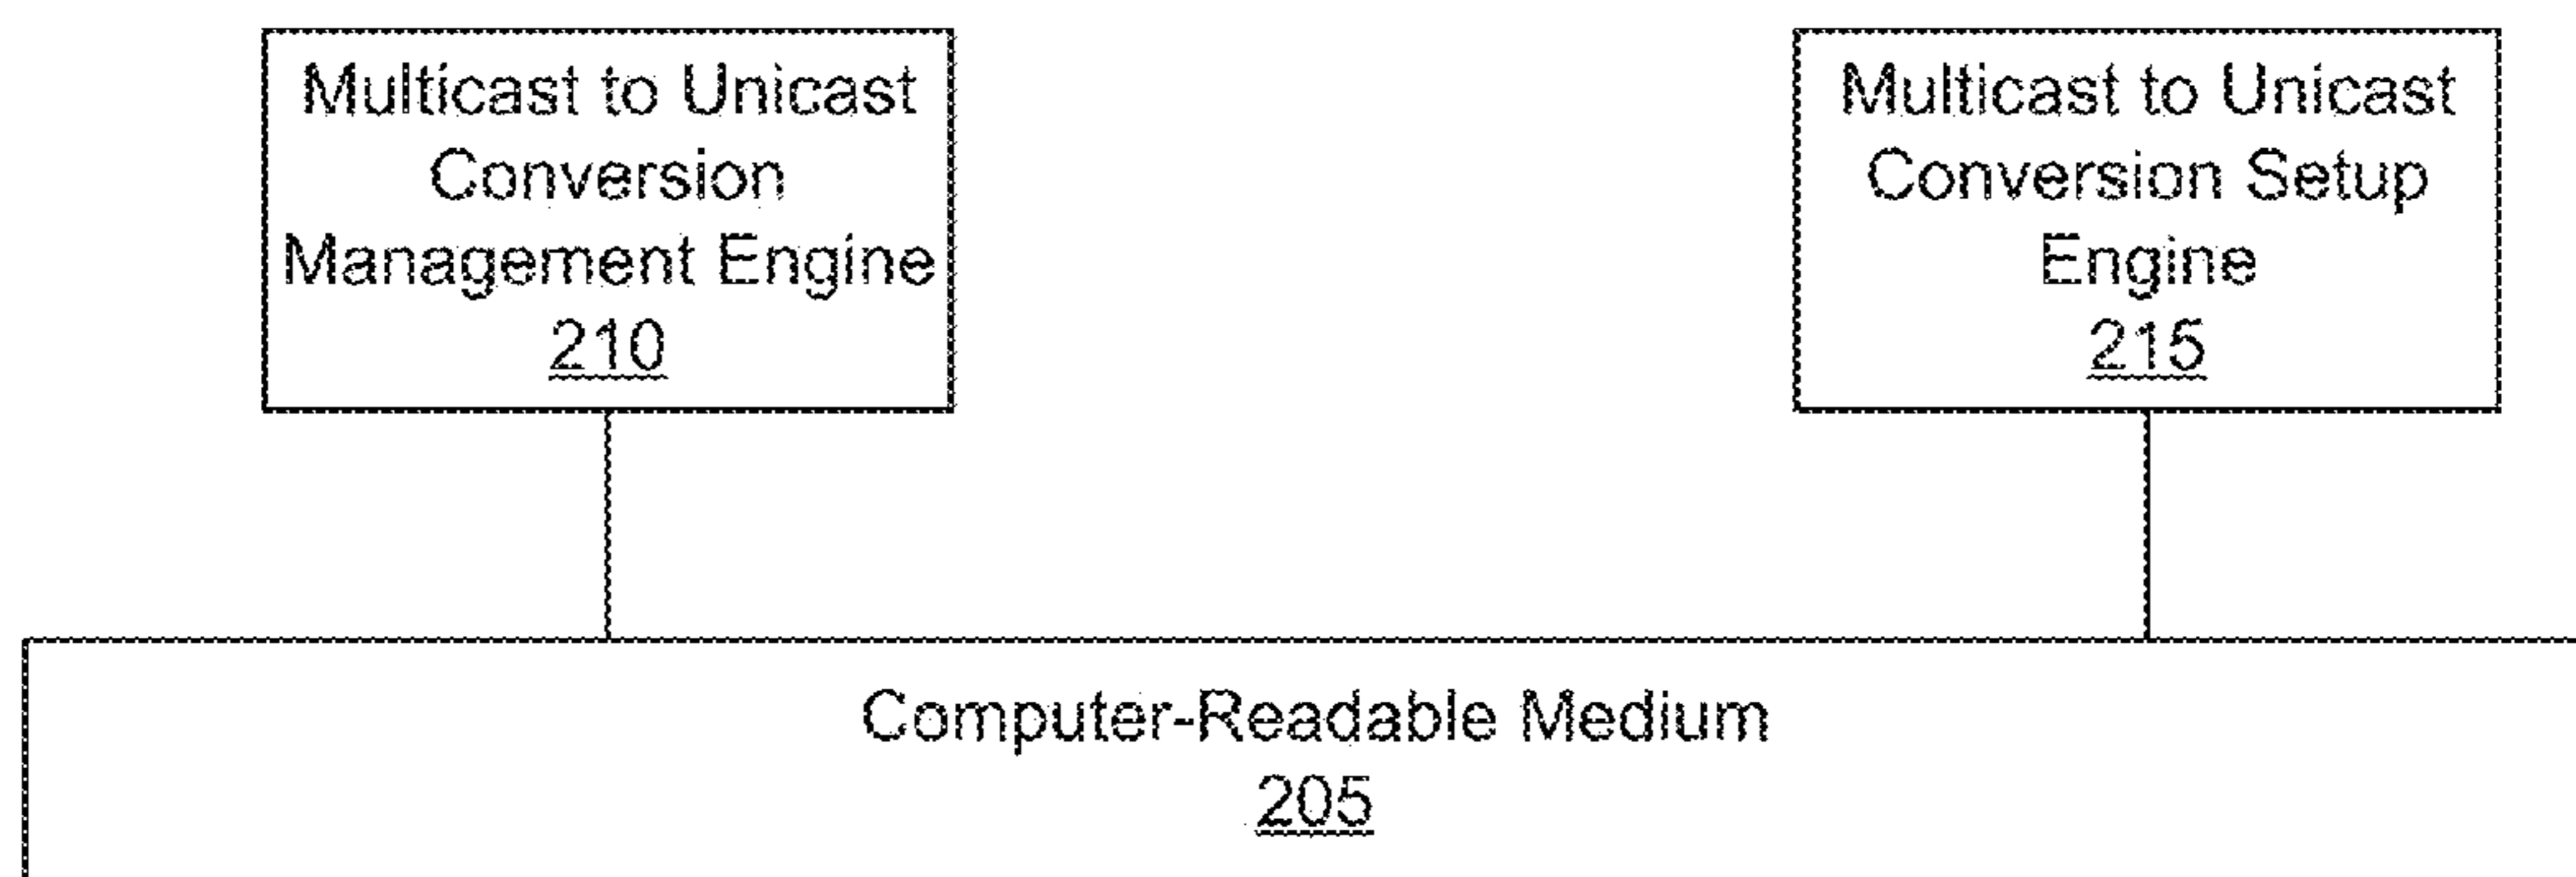 Multicast to Unicast
Conversion
Management Engine
210
Multicast to Unicast
Conversion Setup
Engine
215
Computer-Readable Medium
205